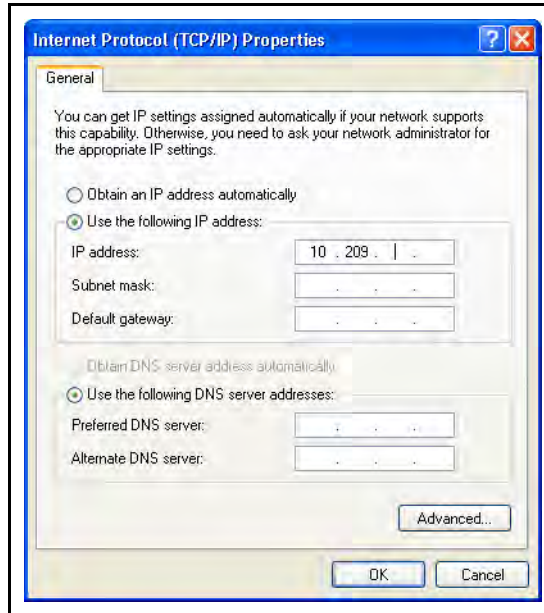 Internet Protocol (TCP/IP) Properties
General
You can get IP settings assigned automatically if your network supports
this capability. Otherwise, you need to ask your network administrator for
the appropriate IP settings.
Obtain an IP address automatically
Use the following IP address:
IP address: 10 . 209 . .
Subnet mask: . . .
Default gateway: . . .
Obtain DNS server address automatically
Use the following DNS server addresses:
Preferred DNS server: . . .
Alternate DNS server: . . .
Advanced...
OK Cancel